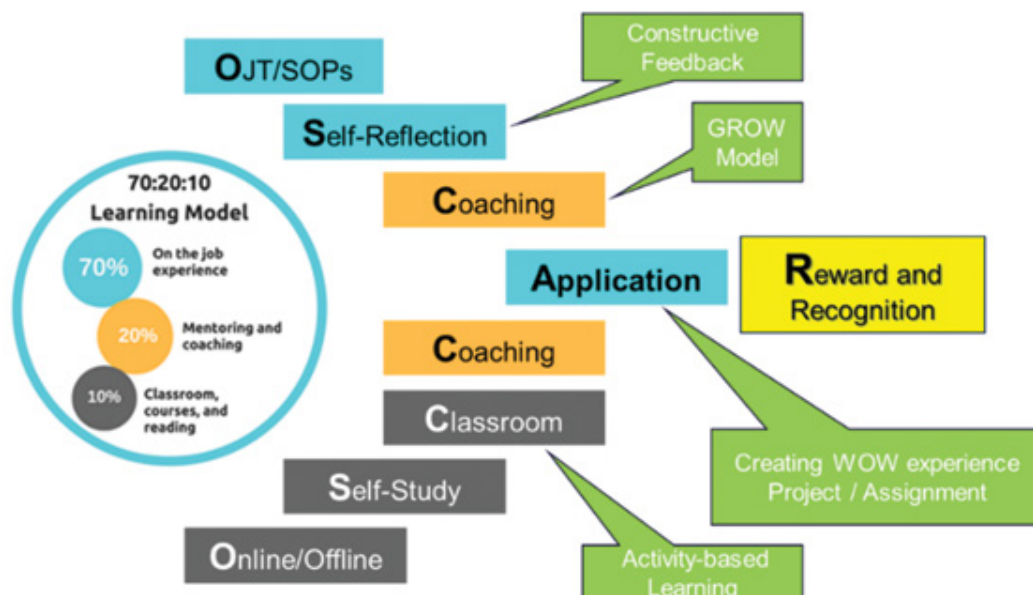 OJT/SOPs
Constructive
Feedback
Self-Reflection
GROW
Model
Coaching
70:20:10
Learning Model
70%
On the job
experience
20%
Mentoring and
coaching
10%
Classroom,
courses, and
reading
Application
Reward and
Recognition
Coaching
Classroom
Creating WOW experience
Project / Assignment
Self-Study
Online/Offline
Activity-based
Learning